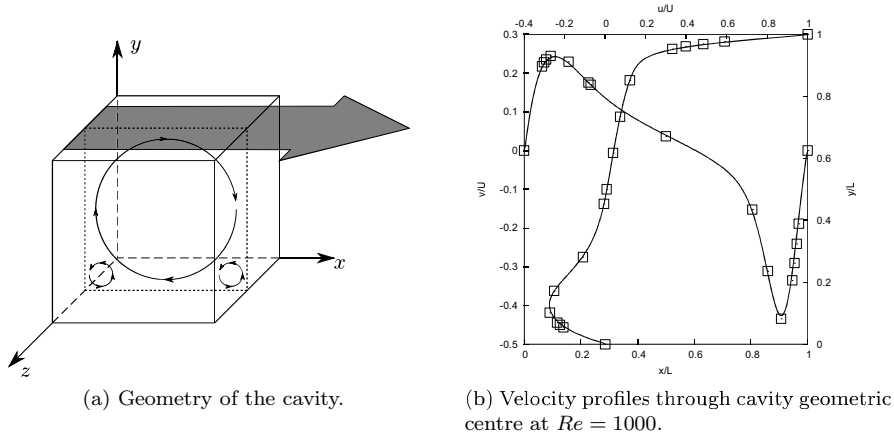 y
x
z
(a) Geometry of the cavity.
u/U
-0.4 -0.2 0 0.2 0.4 0.6 0.8 1
0.3
0.2
0.1
0
-0.1
-0.2
-0.3
-0.4
-0.5
v/U
1
0.8
0.6
0.4
0.2
0
y/L
0 0.2 0.4 0.6 0.8 1
x/L
(b) Velocity profiles through cavity geometric
centre at Re = 1000.